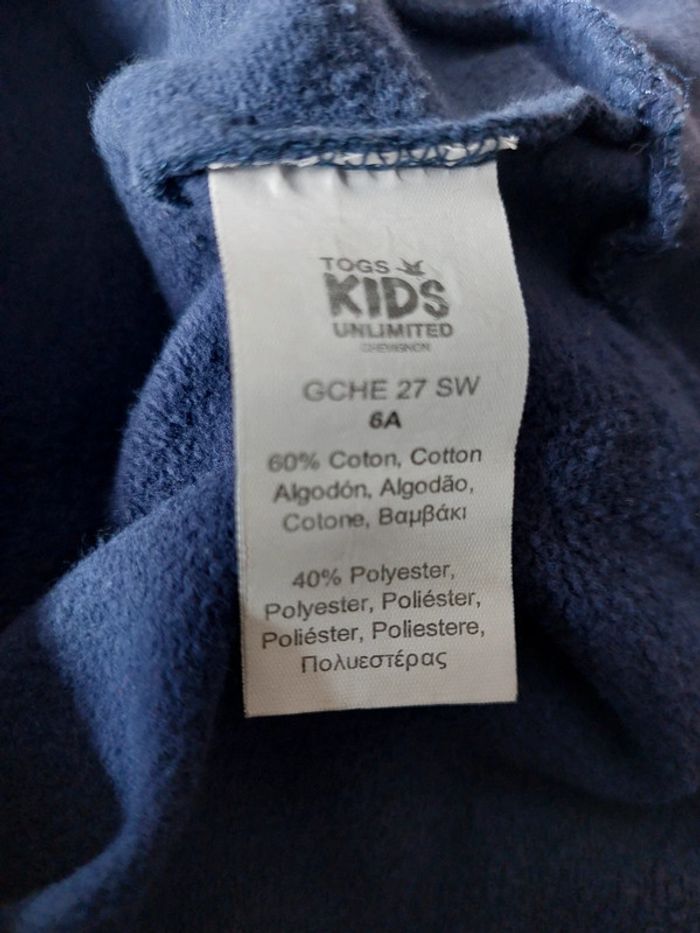 TOGS
KIDS
UNLIMITED
CHEVIGNON
GCHE 27 SW
6A
60% Coton, Cotton
Algodón, Algodão,
Cotone, Βαμβάκι
40% Polyester,
Polyester, Poliéster,
Poliéster, Poliestere,
Πολυεστέρας